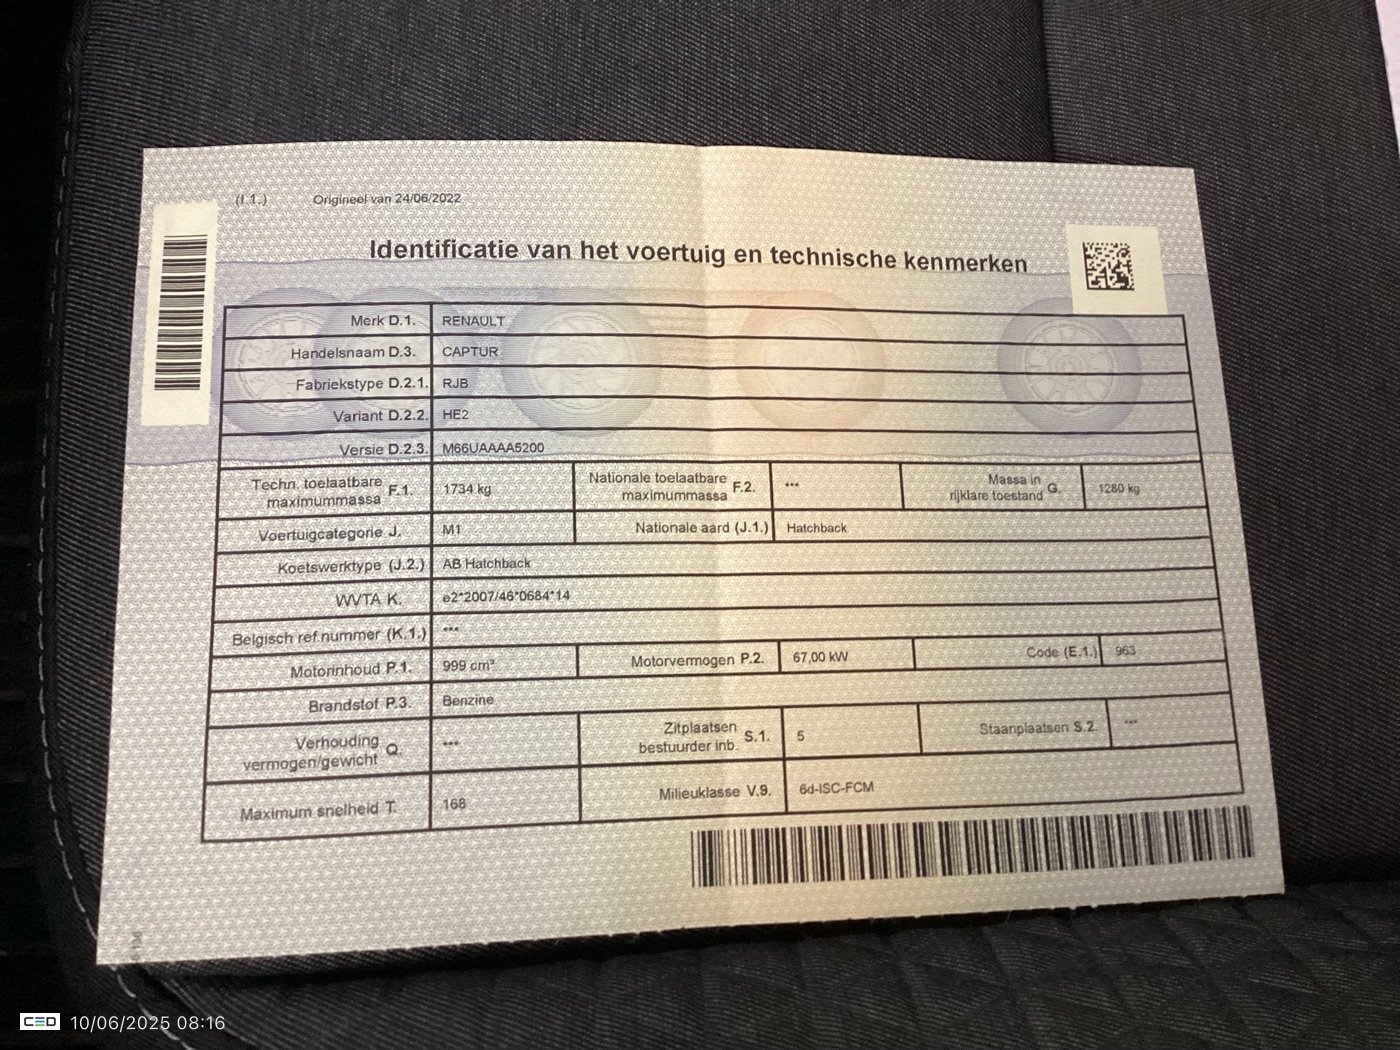 (I.1.) Origineel van 24/06/2022
Identificatie van het voertuig en technische kenmerken
Merk D.1. RENAULT
Handelsnaam D.3. CAPTUR
Fabriekstype D.2.1. RJB
Variant D.2.2. HE2
Versie D.2.3. M66UAAAA5200
Techn. toelaatbare maximummassa F.1. 1734 kg Nationale toelaatbare maximummassa F.2. *** Massa in rijklare toestand G. 1280 kg
Voertuigcategorie J. M1 Nationale aard (J.1.) Hatchback
Koetswerktype (J.2.) AB Hatchback
WVTA K. e2*2007/46*0684*14
Belgisch ref.nummer (K.1.) ***
Motorinhoud P.1. 999 cm³ Motorvermogen P.2. 67,00 kW Code (E.1.) 963
Brandstof P.3. Benzine
Verhouding vermogen/gewicht Q. *** Zitplaatsen bestuurder inb. S.1. 5 Staanplaatsen S.2. ***
Maximum snelheid T. 168 Milieuklasse V.9. 6d-ISC-FCM
CED 10/06/2025 08:16